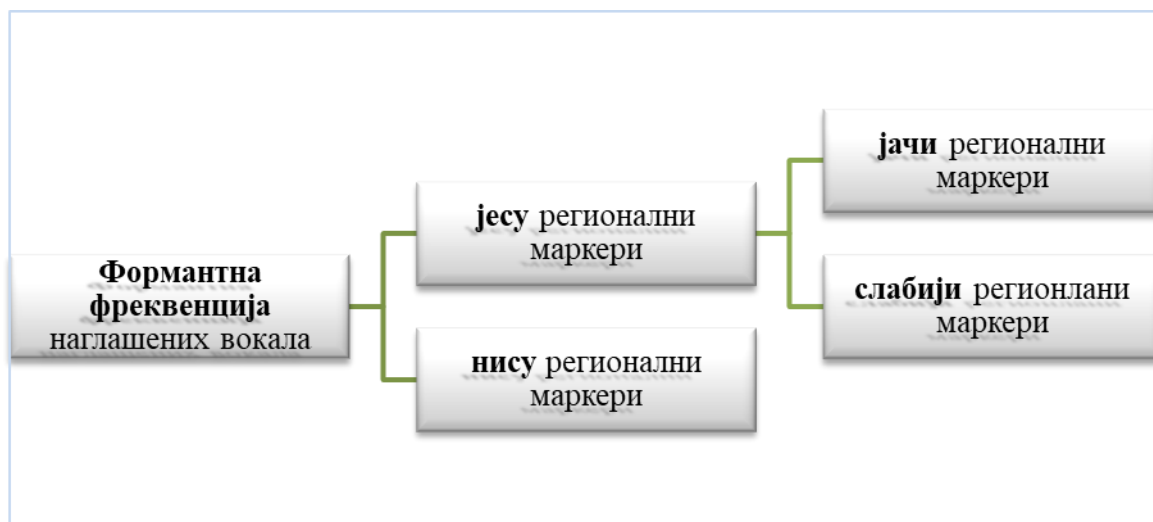 Формантна
фреквенција
наглашених вокала
јесу регионални
маркери
нису регионални
маркери
јачи регионални
маркери
слабији регионлани
маркери